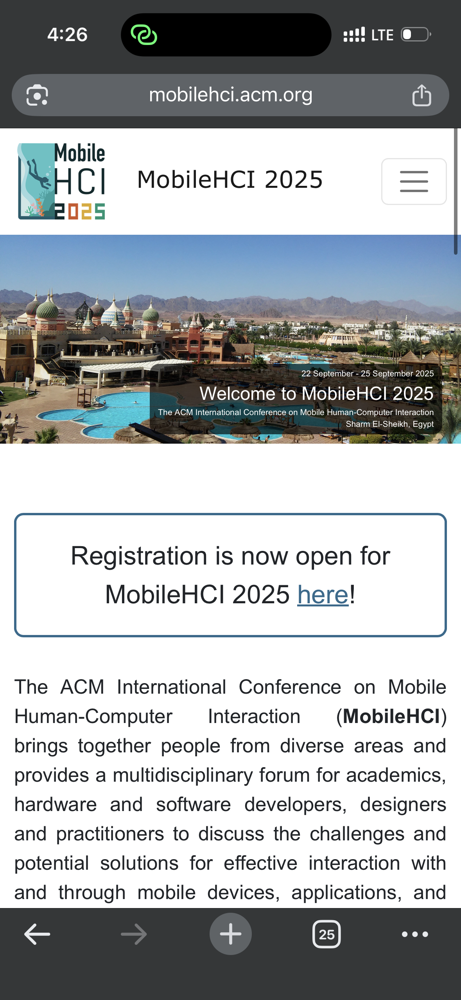 4:26
LTE
mobilehci.acm.org
Mobile
HCI
2025
MobileHCI 2025
22 September - 25 September 2025
Welcome to MobileHCI 2025
The ACM International Conference on Mobile Human-Computer Interaction
Sharm El-Sheikh, Egypt
Registration is now open for
MobileHCI 2025 here!
The ACM International Conference on Mobile
Human-Computer Interaction (MobileHCI)
brings together people from diverse areas and
provides a multidisciplinary forum for academics,
hardware and software developers, designers
and practitioners to discuss the challenges and
potential solutions for effective interaction with
and through mobile devices, applications, and
25